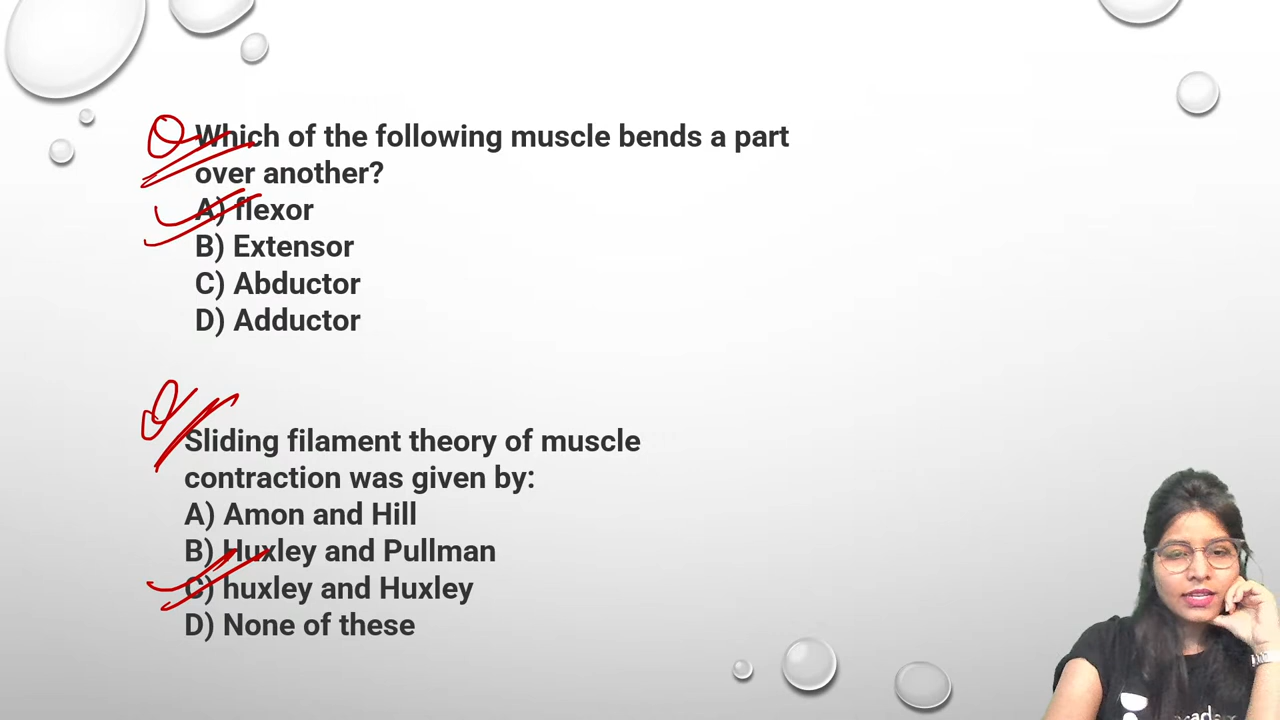 Which of the following muscle bends a part
over another?
A) flexor
B) Extensor
C) Abductor
D) Adductor
Sliding filament theory of muscle
contraction was given by:
A) Amon and Hill
B) Huxley and Pullman
C) huxley and Huxley
D) None of these